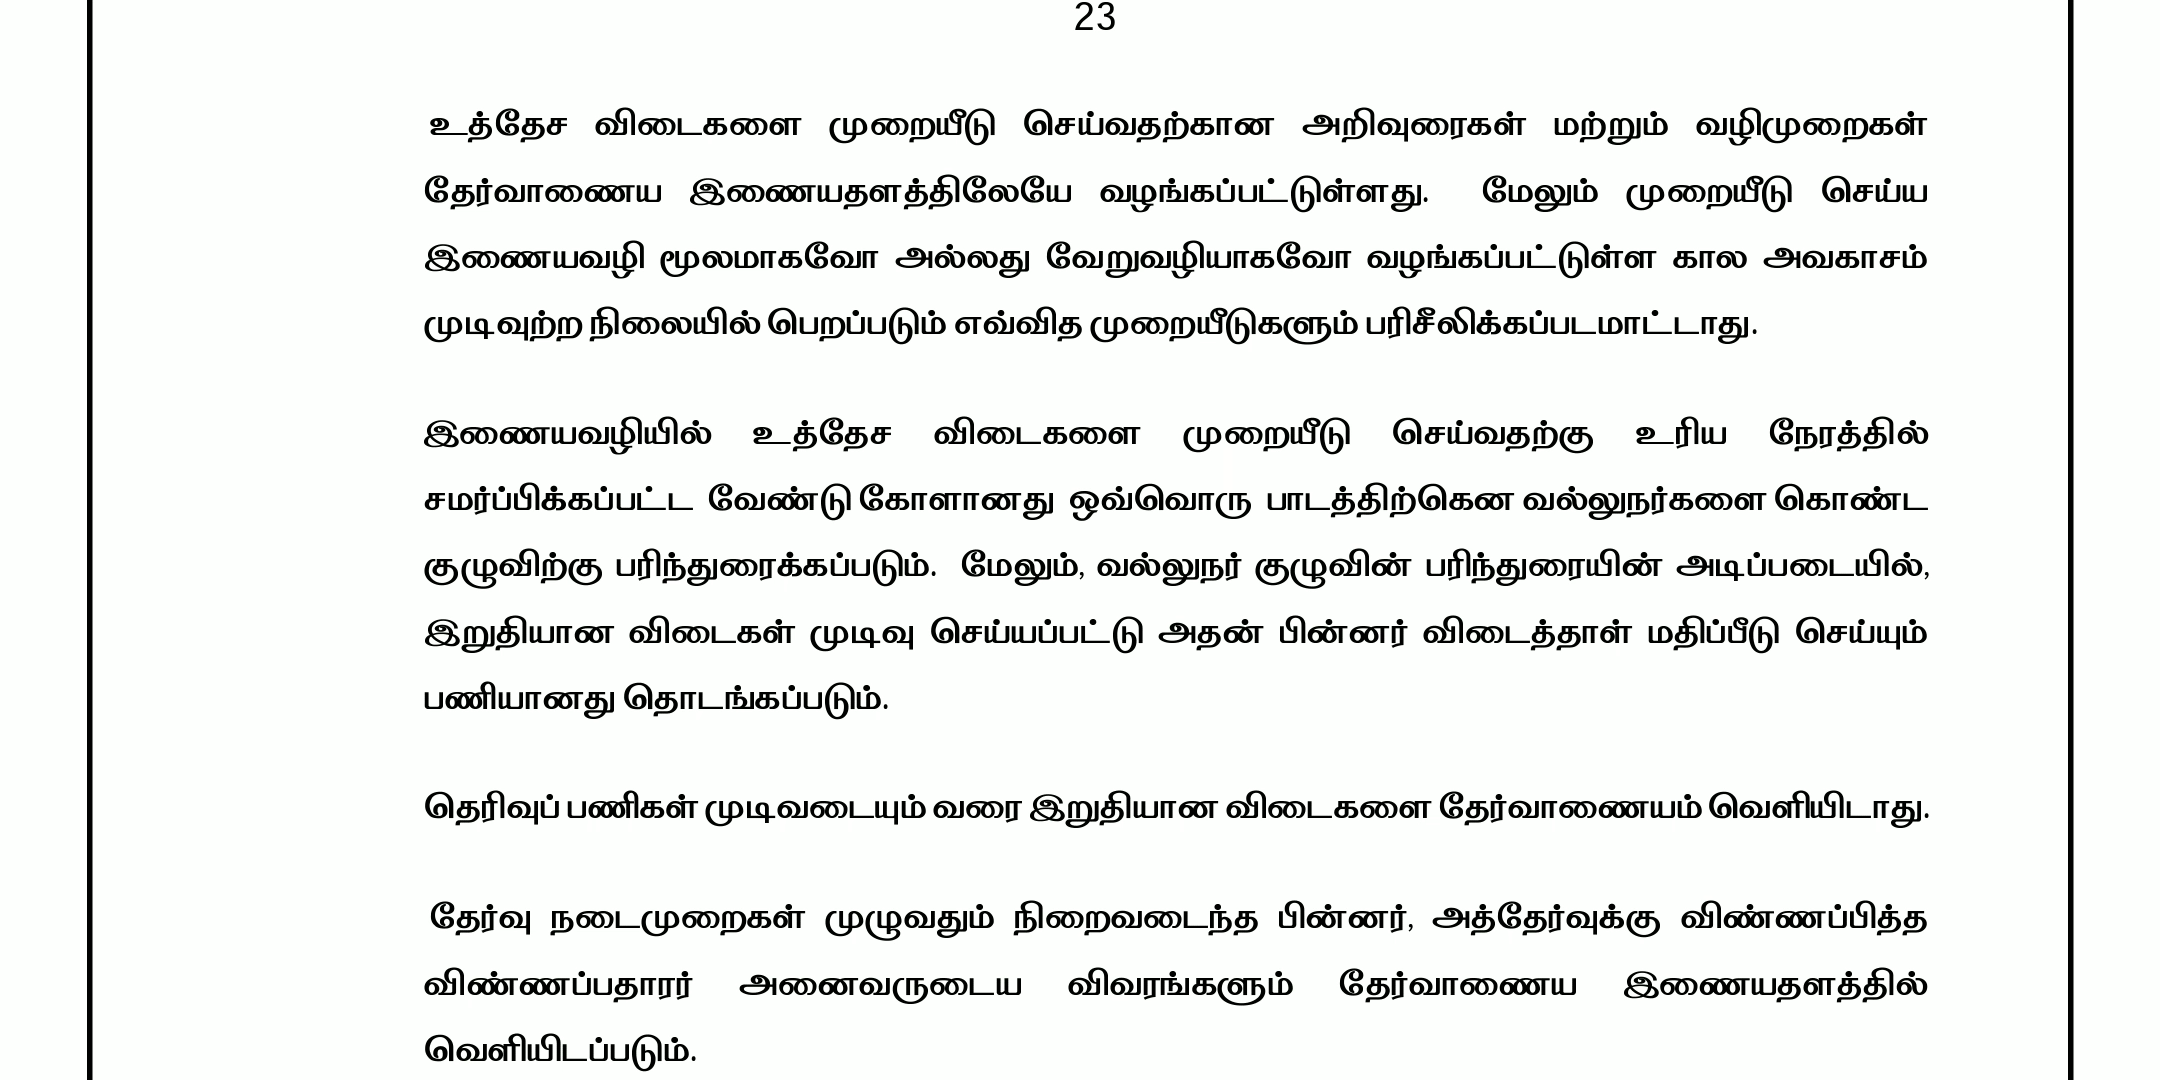 23
உத்தேச விடைகளை முறையீடு செய்வதற்கான அறிவுரைகள் மற்றும் வழிமுறைகள்
தேர்வாணைய இணையதளத்திலேயே வழங்கப்பட்டுள்ளது. மேலும் முறையீடு செய்ய
இணையவழி மூலமாகவோ அல்லது வேறுவழியாகவோ வழங்கப்பட்டுள்ள கால அவகாசம்
முடிவுற்ற நிலையில் பெறப்படும் எவ்வித முறையீடுகளும் பரிசீலிக்கப்படமாட்டாது.
இணையவழியில் உத்தேச விடைகளை முறையீடு செய்வதற்கு உரிய நேரத்தில்
சமர்ப்பிக்கப்பட்ட வேண்டு கோளானது ஒவ்வொரு பாடத்திற்கென வல்லுநர்களை கொண்ட
குழுவிற்கு பரிந்துரைக்கப்படும். மேலும், வல்லுநர் குழுவின் பரிந்துரையின் அடிப்படையில்,
இறுதியான விடைகள் முடிவு செய்யப்பட்டு அதன் பின்னர் விடைத்தாள் மதிப்பீடு செய்யும்
பணியானது தொடங்கப்படும்.
தெரிவுப் பணிகள் முடிவடையும் வரை இறுதியான விடைகளை தேர்வாணையம் வெளியிடாது.
தேர்வு நடைமுறைகள் முழுவதும் நிறைவடைந்த பின்னர், அத்தேர்வுக்கு விண்ணப்பித்த
விண்ணப்பதாரர் அனைவருடைய விவரங்களும் தேர்வாணைய இணையதளத்தில்
வெளியிடப்படும்.